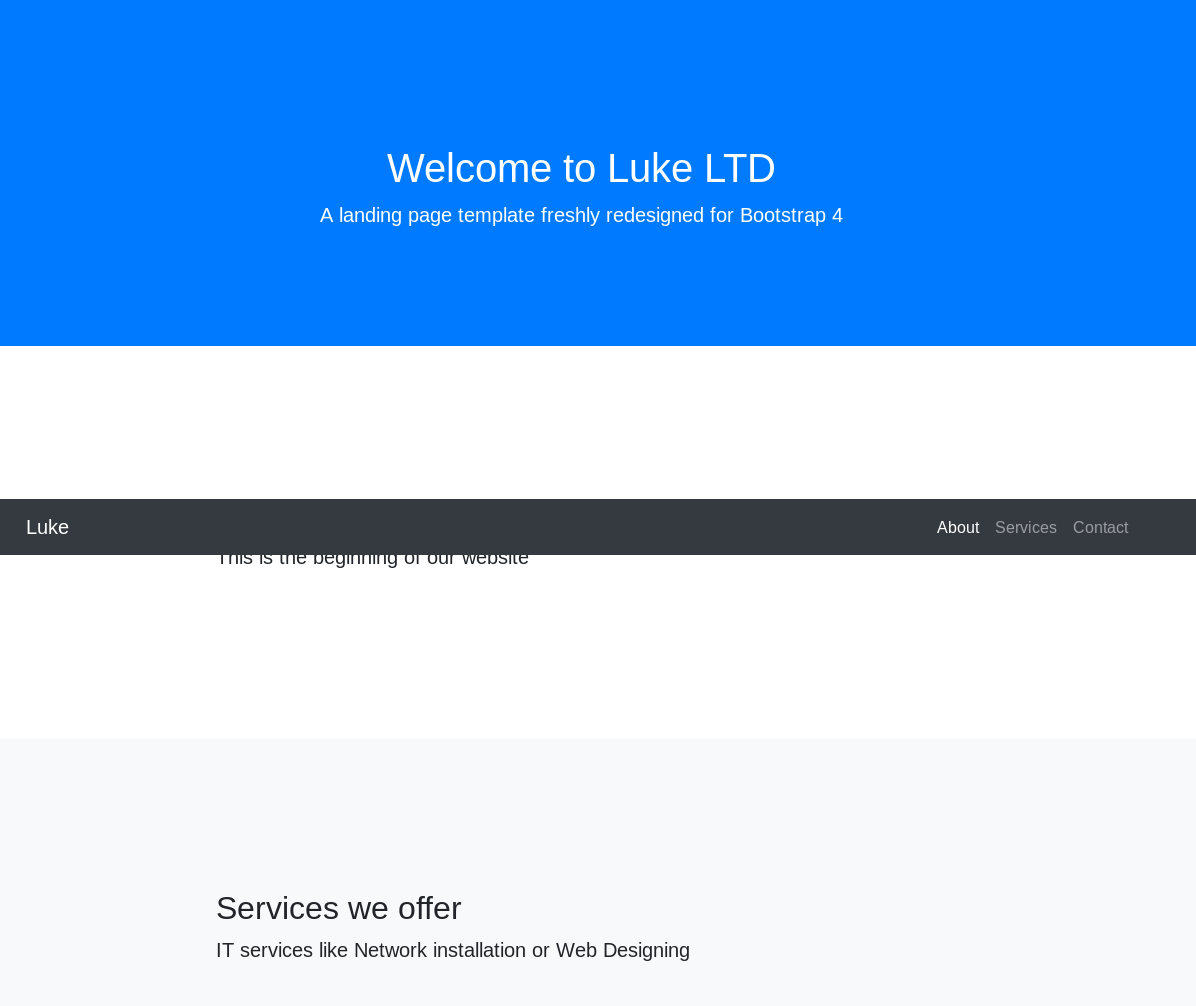 Welcome to Luke LTD
A landing page template freshly redesigned for Bootstrap 4
Luke
About Services Contact
This is the beginning of our website
Services we offer
IT services like Network installation or Web Designing